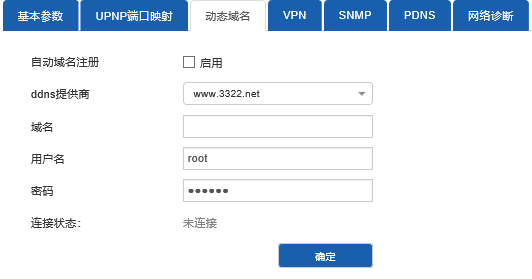 基本参数 UPNP端口映射 动态域名 VPN SNMP PDNS 网络诊断
自动域名注册 启用
ddns提供商 www.3322.net
域名
用户名 root
密码 ●●●●●●
连接状态: 未连接
确定